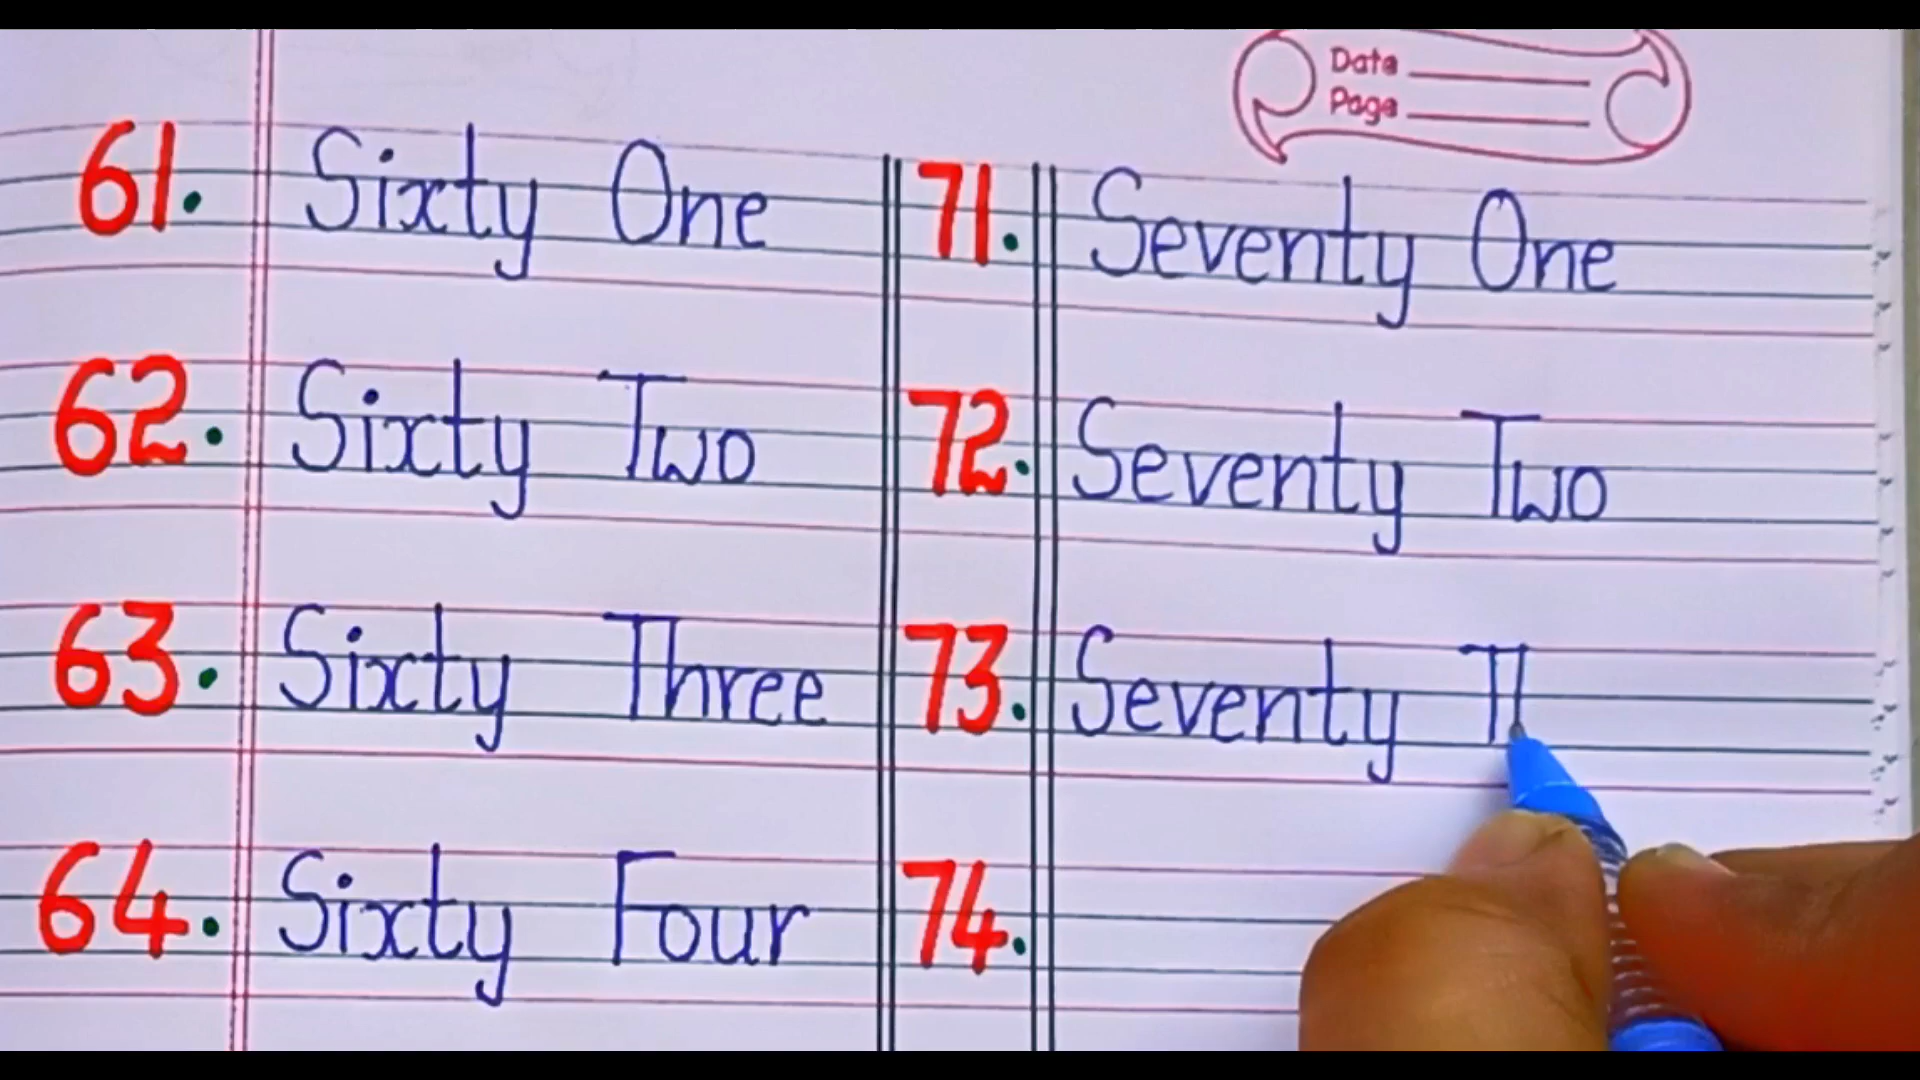 Date
Page
61. Sixty One 71. Seventy One
62. Sixty Two 72. Seventy Two
63. Sixty Three 73. Seventy
64. Sixty Four 74.